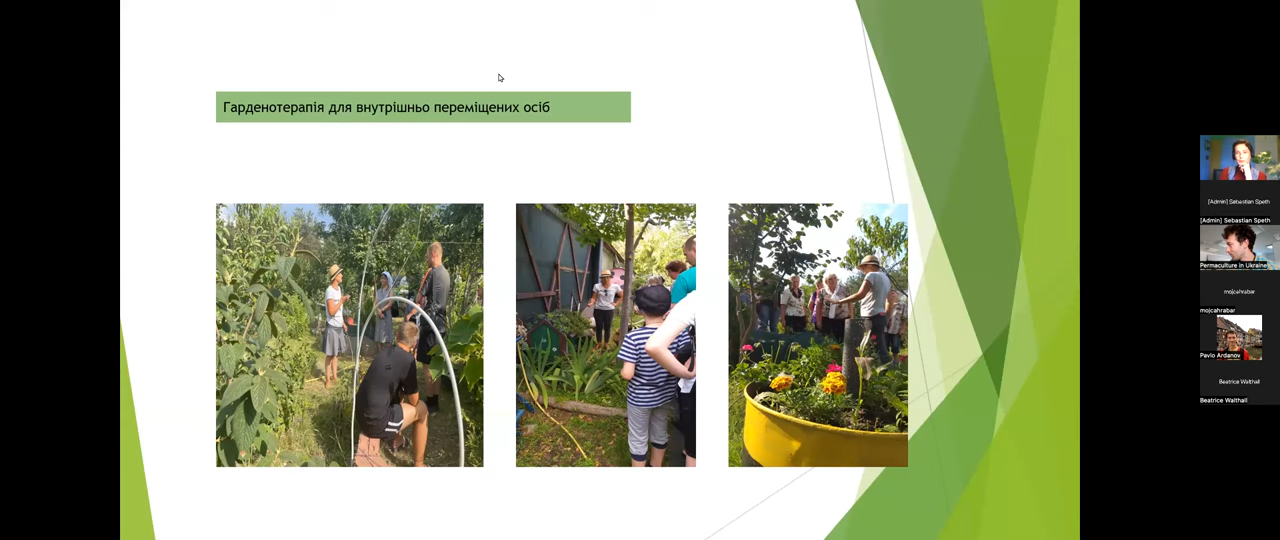 Гарденотерапія для внутрішньо переміщених осіб
[Admin] Sebastian Speth
[Admin] Sebastian Speth
Permaculture in Ukraine
mojcahrabar
mojcahrabar
Pavlo Ardanov
Beatrice Walthall
Beatrice Walthall